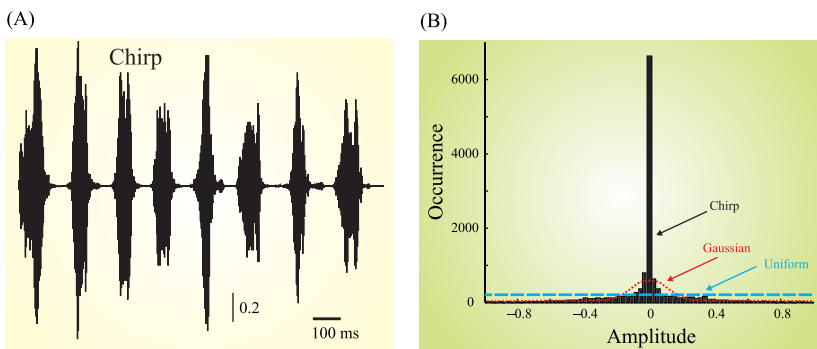 (A)
Chirp
0.2
100 ms
(B)
6000
4000
2000
0
Occurrence
Chirp
Gaussian
Uniform
−0.8
−0.4
0
0.4
0.8
Amplitude